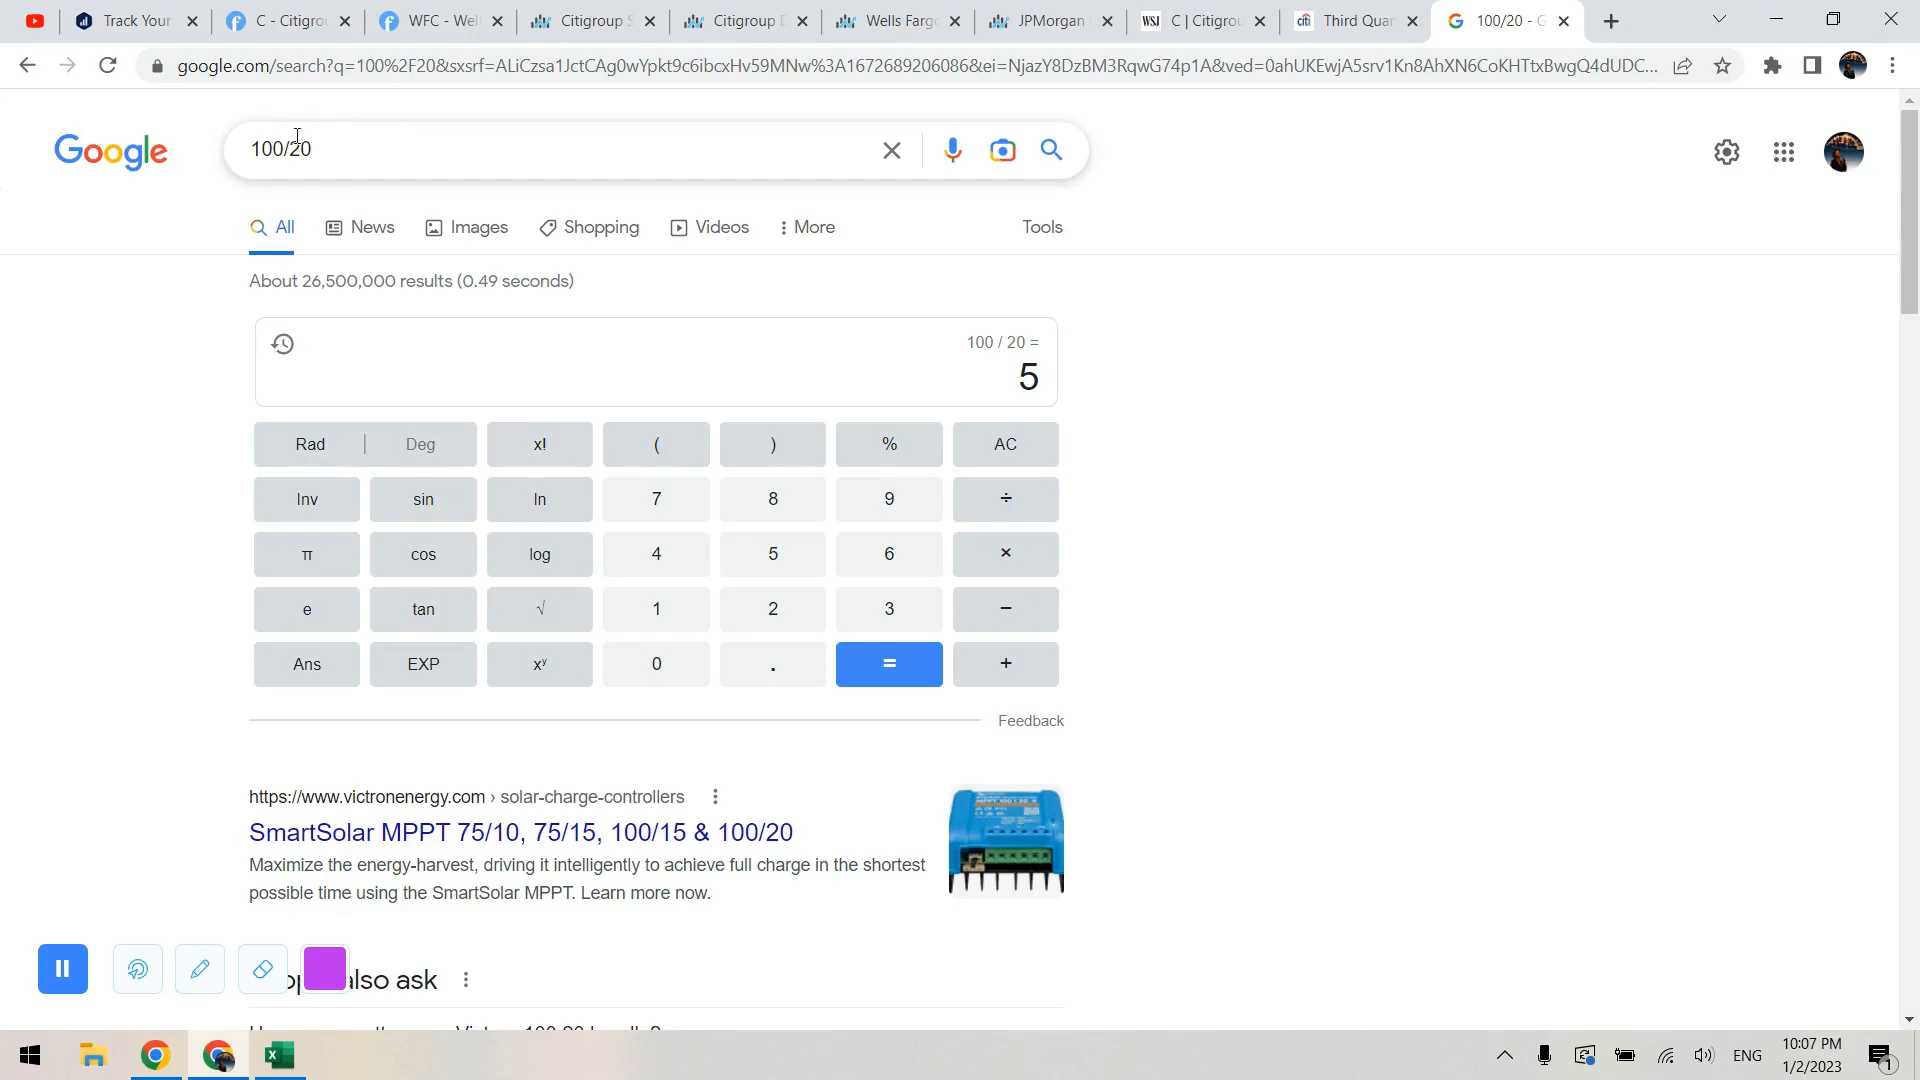 Track Your
C - Citigro
WFC - Wel
Citigroup S
Citigroup D
Wells Farg
JPMorgan
WSJ
C | Citigrou
citi
Third Quar
100/20 - G
google.com/search?q=100%2F20&sxsrf=ALiCzsa1JctCAg0wYpkt9c6ibcxHv59MNw%3A1672689206086&ei=NjazY8DzBM3RqwG74p1A&ved=0ahUKEwjA5srv1Kn8AhXN6CoKHTtxBwgQ4dUDC...
Google
100/20
All
News
Images
Shopping
Videos
More
Tools
About 26,500,000 results (0.49 seconds)
100 / 20 =
5
Rad | Deg x! ( ) % AC
Inv sin ln 7 8 9 ÷
π cos log 4 5 6 ×
e tan √ 1 2 3 −
Ans EXP xʸ 0 . = +
Feedback
https://www.victronenergy.com › solar-charge-controllers
SmartSolar MPPT 75/10, 75/15, 100/15 & 100/20
Maximize the energy-harvest, driving it intelligently to achieve full charge in the shortest
possible time using the SmartSolar MPPT. Learn more now.
also ask
ENG
10:07 PM
1/2/2023
1